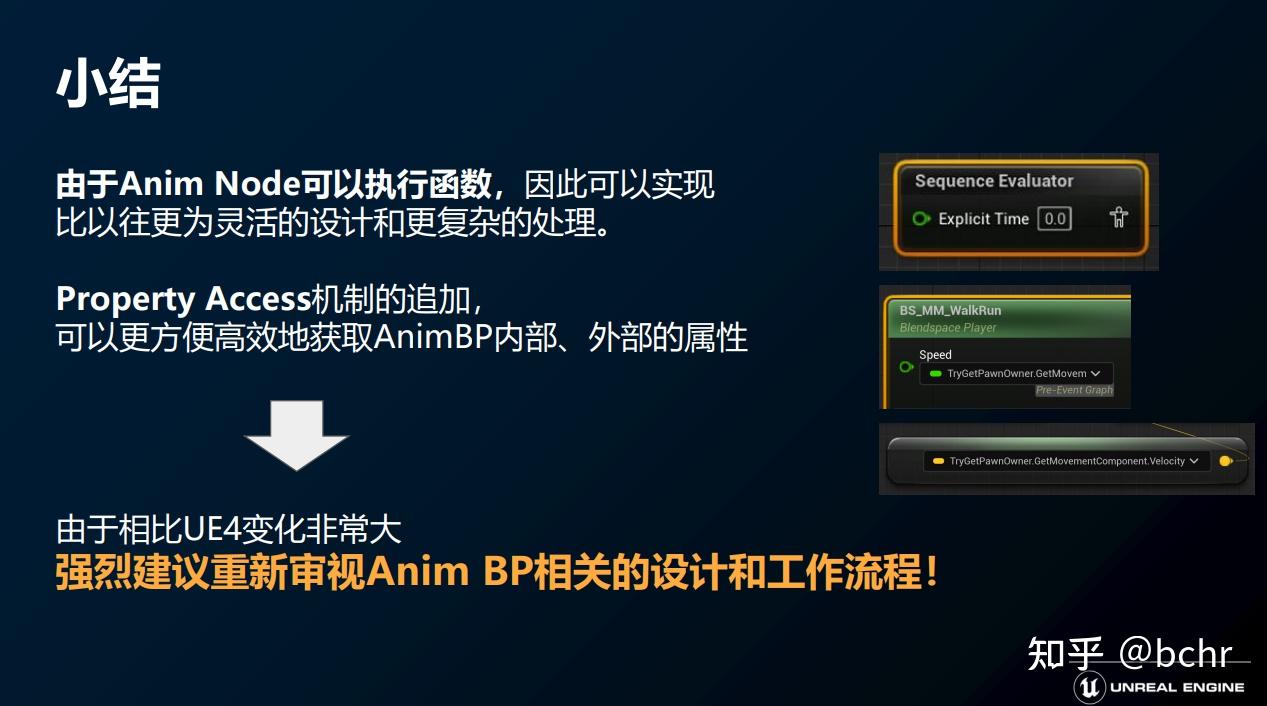 小结
由于Anim Node可以执行函数，因此可以实现
比以往更为灵活的设计和更复杂的处理。
Property Access机制的追加，
可以更方便高效地获取AnimBP内部、外部的属性
由于相比UE4变化非常大
强烈建议重新审视Anim BP相关的设计和工作流程！
Sequence Evaluator
Explicit Time 0.0
BS_MM_WalkRun
Blendspace Player
Speed
TryGetPawnOwner.GetMovem
Pre-Event Graph
TryGetPawnOwner.GetMovementComponent.Velocity
知乎 @bchr
UNREAL ENGINE